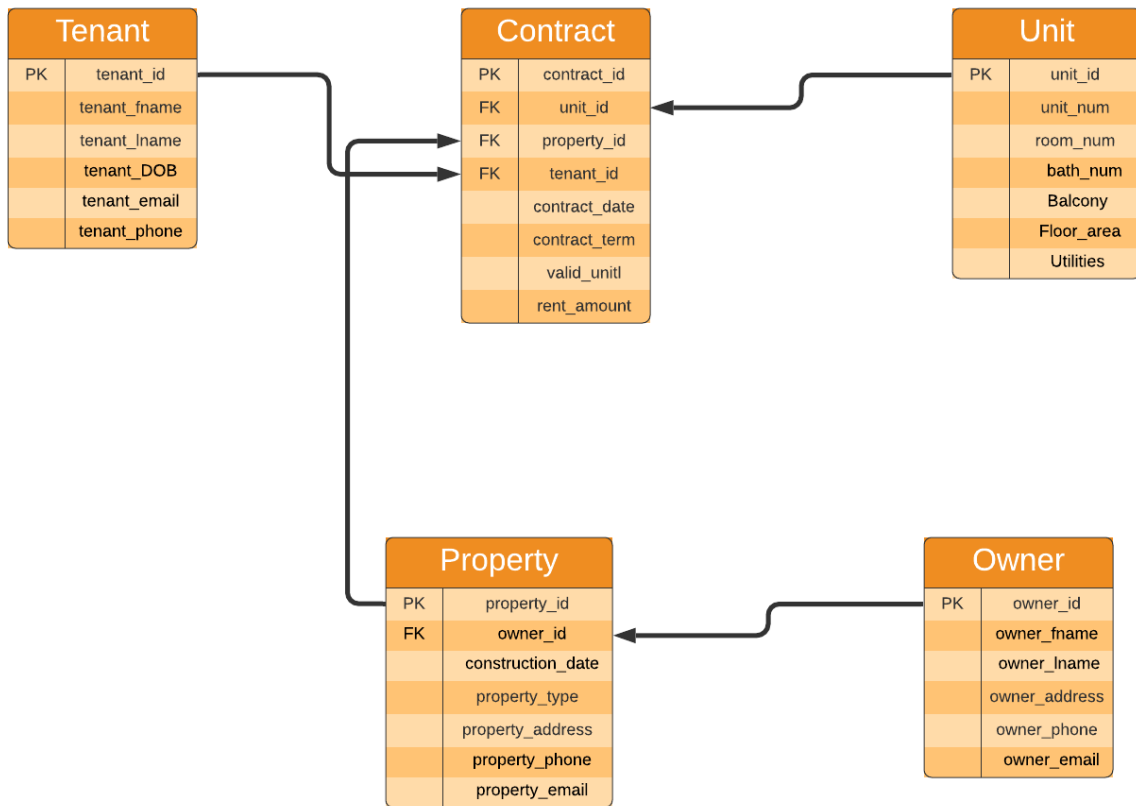 Tenant
PK tenant_id
tenant_fname
tenant_lname
tenant_DOB
tenant_email
tenant_phone
Contract
PK contract_id
FK unit_id
FK property_id
FK tenant_id
contract_date
contract_term
valid_unitl
rent_amount
Unit
PK unit_id
unit_num
room_num
bath_num
Balcony
Floor_area
Utilities
Property
PK property_id
FK owner_id
construction_date
property_type
property_address
property_phone
property_email
Owner
PK owner_id
owner_fname
owner_lname
owner_address
owner_phone
owner_email